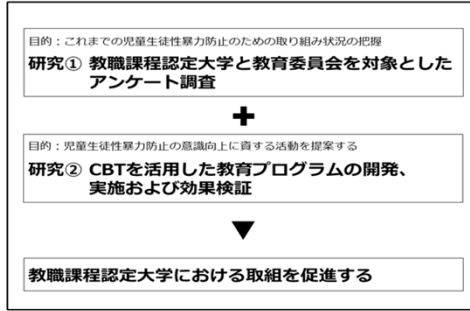 目的：これまでの児童生徒性暴力防止のための取り組み状況の把握
研究① 教職課程認定大学と教育委員会を対象とした
アンケート調査
+
目的：児童生徒性暴力防止の意識向上に資する活動を提案する
研究② CBTを活用した教育プログラムの開発、
実施および効果検証
▼
教職課程認定大学における取組を促進する